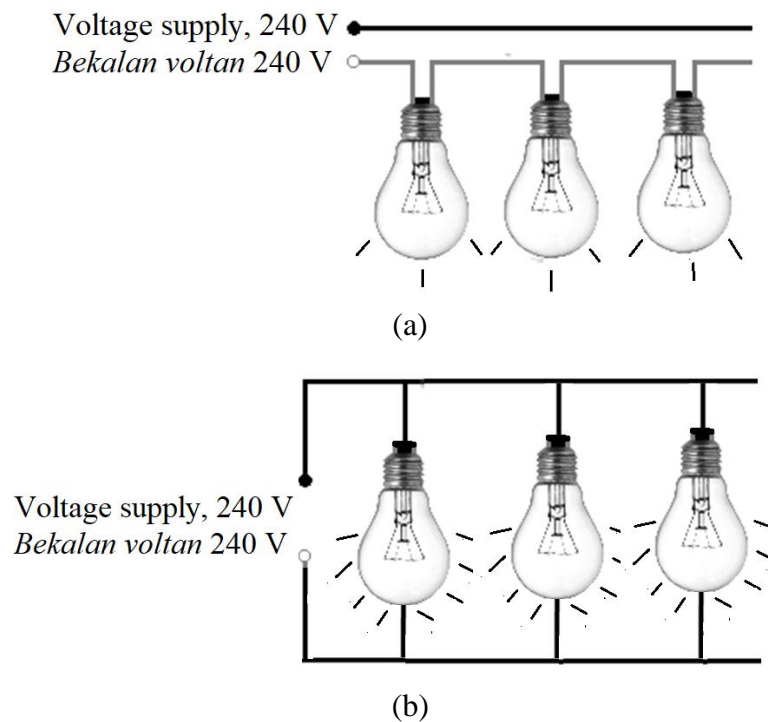 Voltage supply, 240 V
Bekalan voltan 240 V
(a)
Voltage supply, 240 V
Bekalan voltan 240 V
(b)